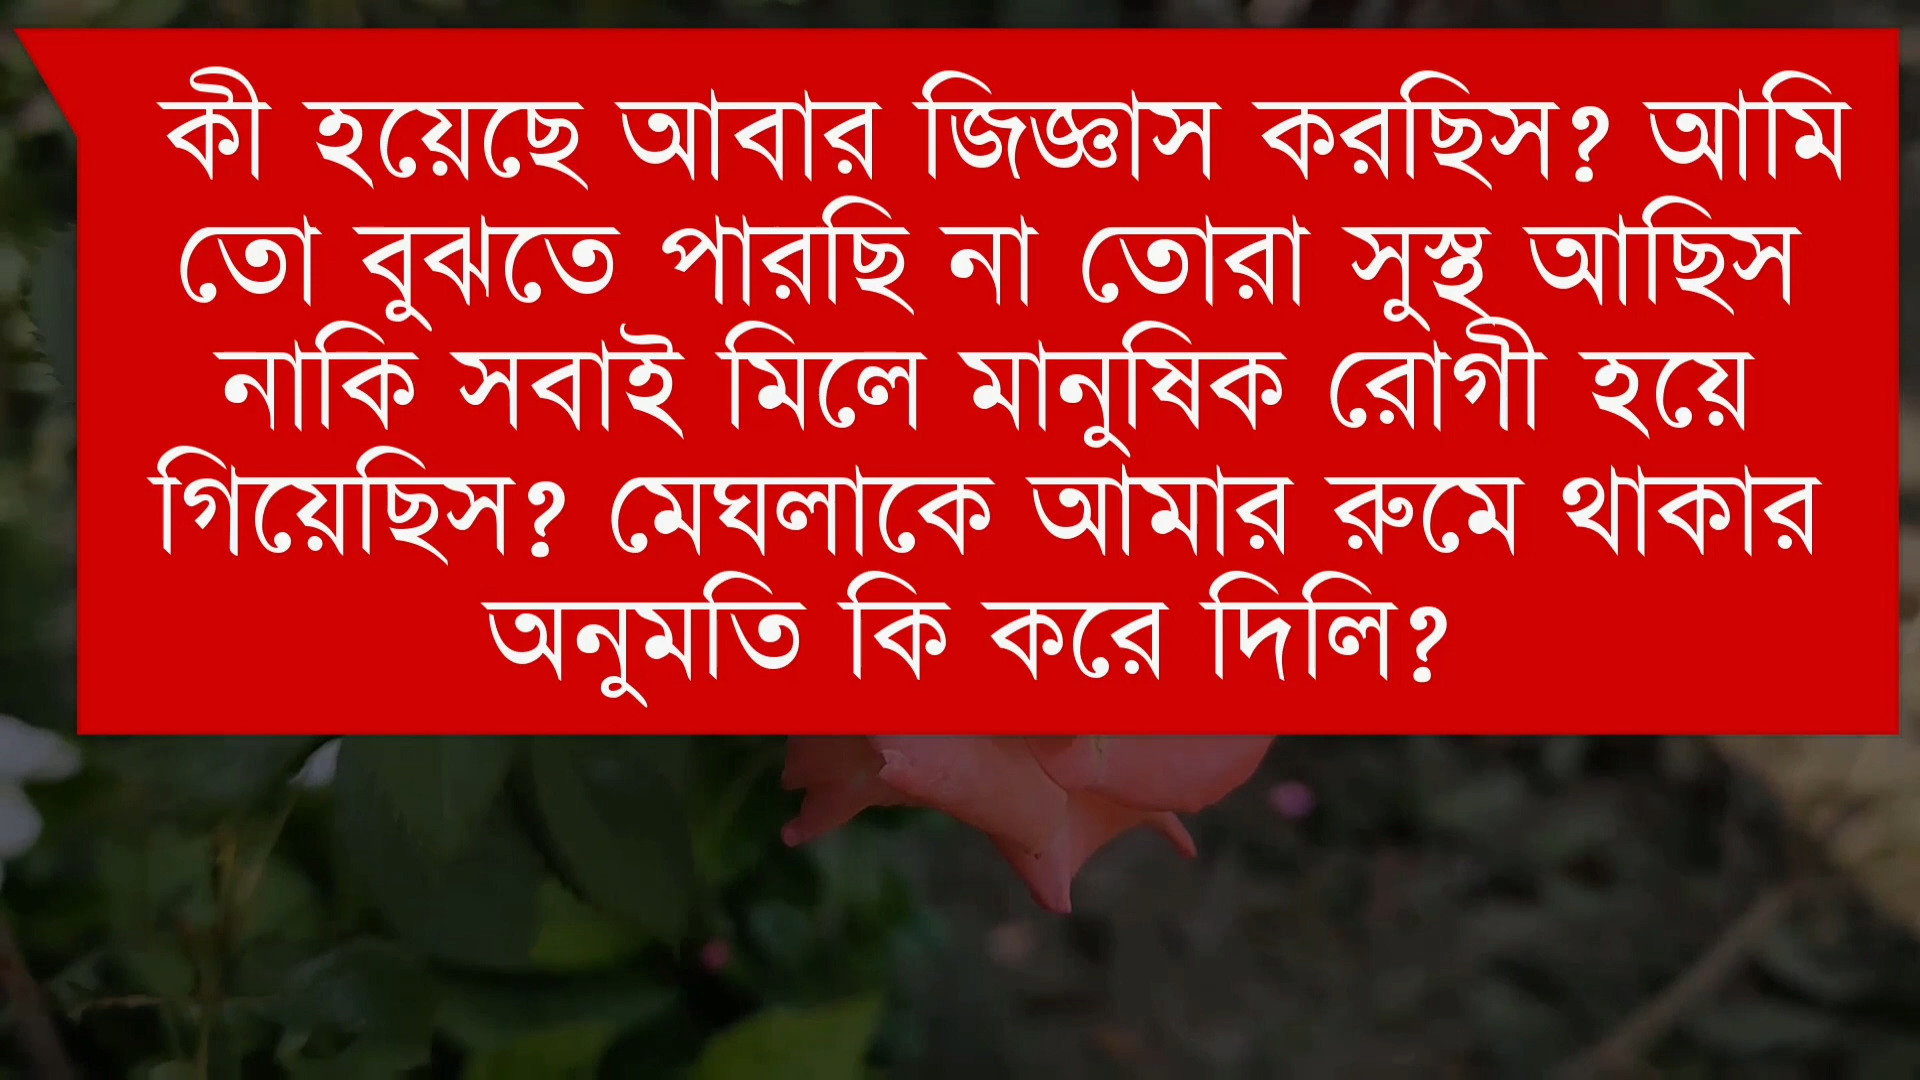 কী হয়েছে আবার জিজ্ঞাস করছিস? আমি
তো বুঝতে পারছি না তোরা সুস্থ আছিস
নাকি সবাই মিলে মানুষিক রোগী হয়ে
গিয়েছিস? মেঘলাকে আমার রুমে থাকার
অনুমতি কি করে দিলি?